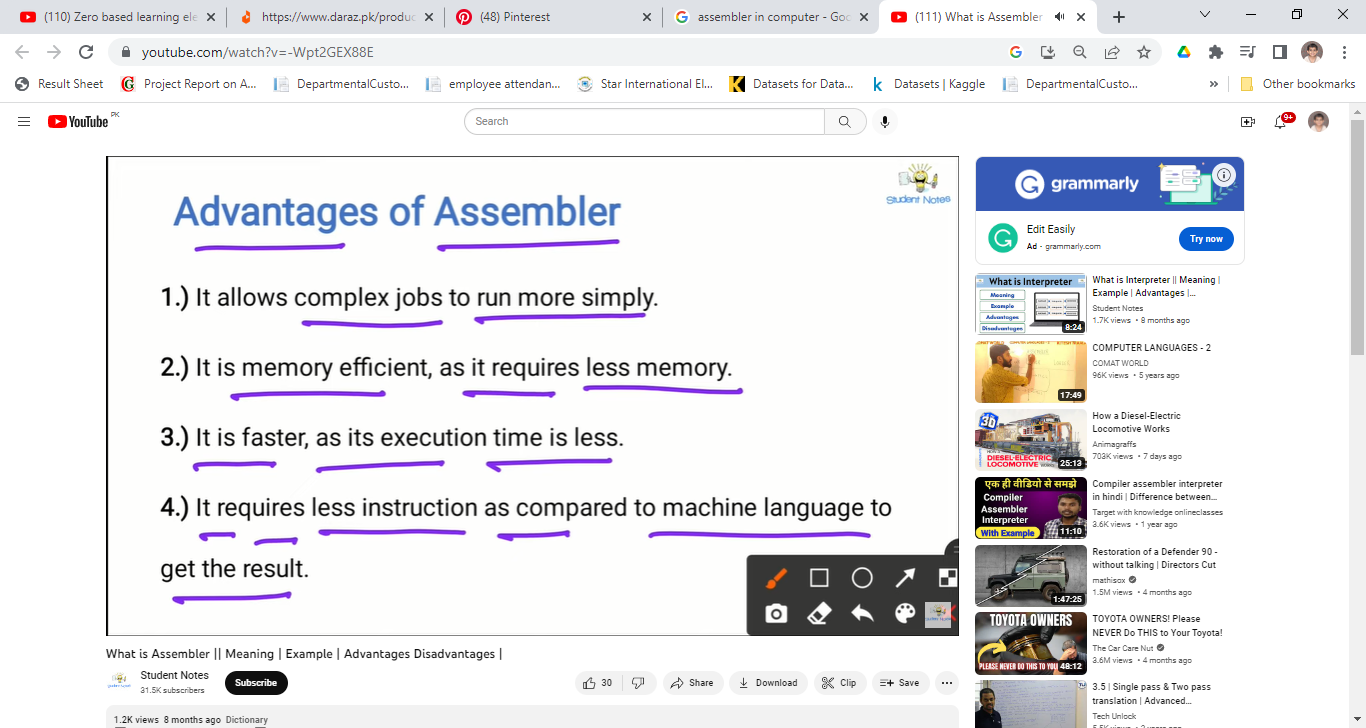 (110) Zero based learning ele
https://www.daraz.pk/produc
(48) Pinterest
assembler in computer - Goo
(111) What is Assembler
youtube.com/watch?v=-Wpt2GEX88E
Result Sheet
Project Report on A...
DepartmentalCusto...
employee attendan...
Star International El...
Datasets for Data...
Datasets | Kaggle
DepartmentalCusto...
»
Other bookmarks
YouTube PK
Search
9+
Student Notes
Advantages of Assembler
1.) It allows complex jobs to run more simply.
2.) It is memory efficient, as it requires less memory.
3.) It is faster, as its execution time is less.
4.) It requires less instruction as compared to machine language to
get the result.
What is Assembler || Meaning | Example | Advantages Disadvantages |
Student Notes
31.5K subscribers
Subscribe
30
Share
Download
Clip
Save
1.2K views 8 months ago Dictionary
grammarly
Edit Easily
Ad · grammarly.com
Try now
What is Interpreter
Meaning
Example
Advantages
Disadvantages
8:24
What is Interpreter || Meaning |
Example | Advantages |...
Student Notes
1.7K views • 8 months ago
17:49
COMPUTER LANGUAGES - 2
COMAT WORLD
96K views • 5 years ago
3D
DIESEL-ELECTRIC
LOCOMOTIVE
25:13
How a Diesel-Electric
Locomotive Works
Animagraffs
703K views • 7 days ago
एक ही वीडियो से समझे
Compiler
Assembler
Interpreter
With Example
11:10
Compiler assembler interpreter
in hindi | Difference between...
Target with knowledge onlineclasses
3.6K views • 1 year ago
1:47:25
Restoration of a Defender 90 -
without talking | Directors Cut
mathisox
1.5M views • 4 months ago
TOYOTA OWNERS
PLEASE NEVER DO THIS TO YOU
48:12
TOYOTA OWNERS! Please
NEVER Do THIS to Your Toyota!
The Car Care Nut
3.6M views • 4 months ago
3.5 | Single pass & Two pass
translation | Advanced...
Tech Unlock